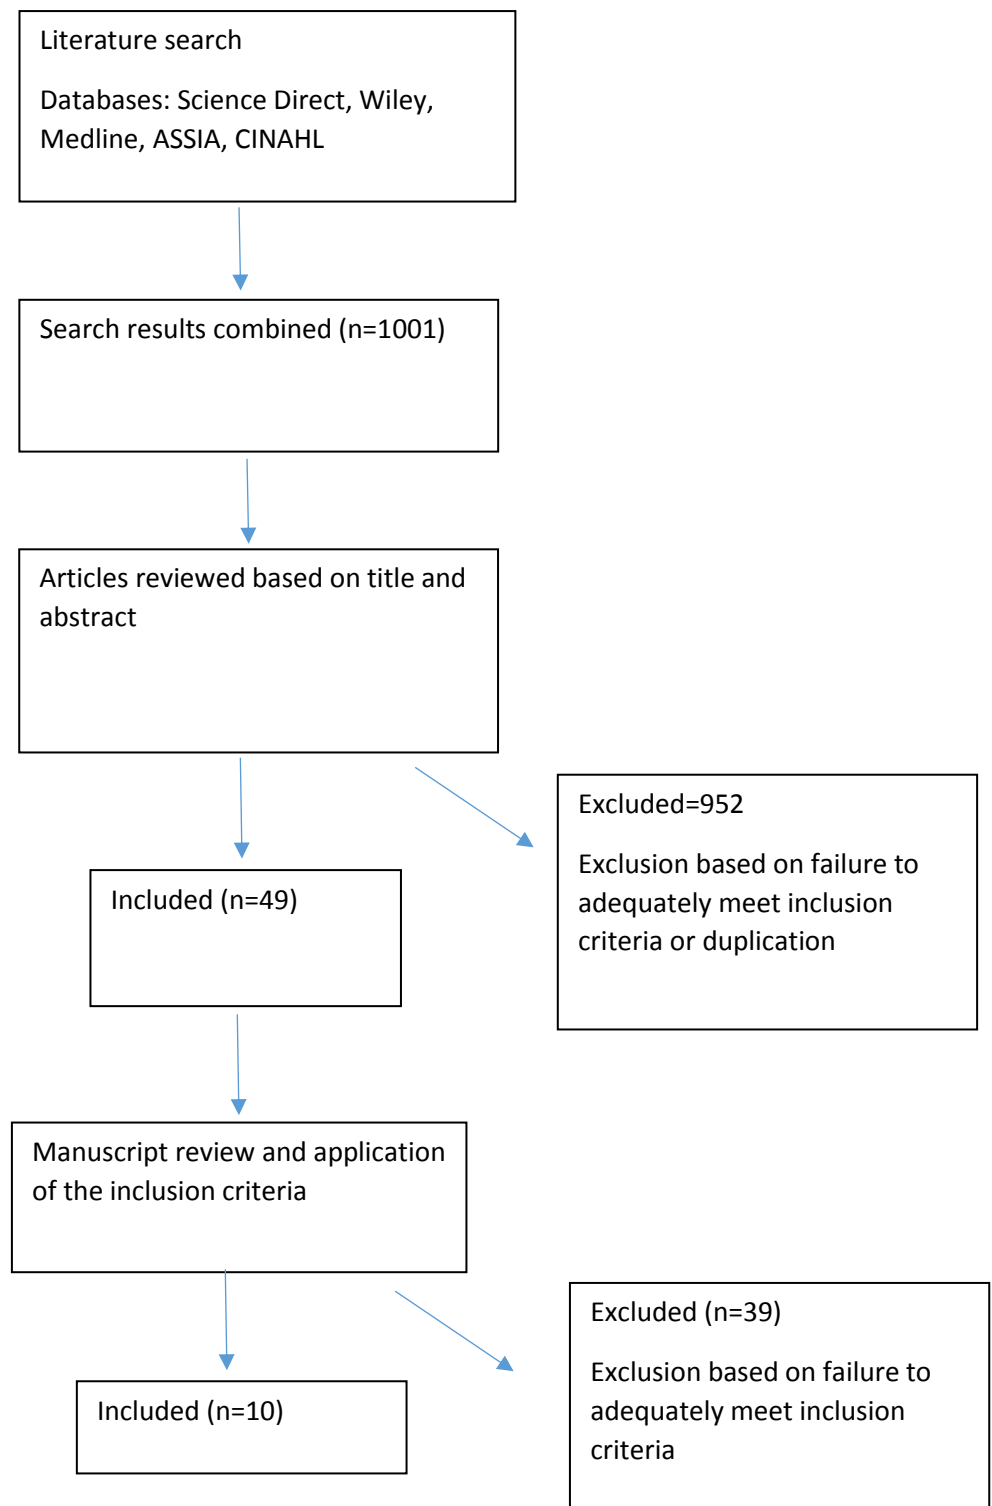 Literature search
Databases: Science Direct, Wiley,
Medline, ASSIA, CINAHL
Search results combined (n=1001)
Articles reviewed based on title and
abstract
Excluded=952
Exclusion based on failure to
adequately meet inclusion
criteria or duplication
Included (n=49)
Manuscript review and application
of the inclusion criteria
Excluded (n=39)
Exclusion based on failure to
adequately meet inclusion
criteria
Included (n=10)